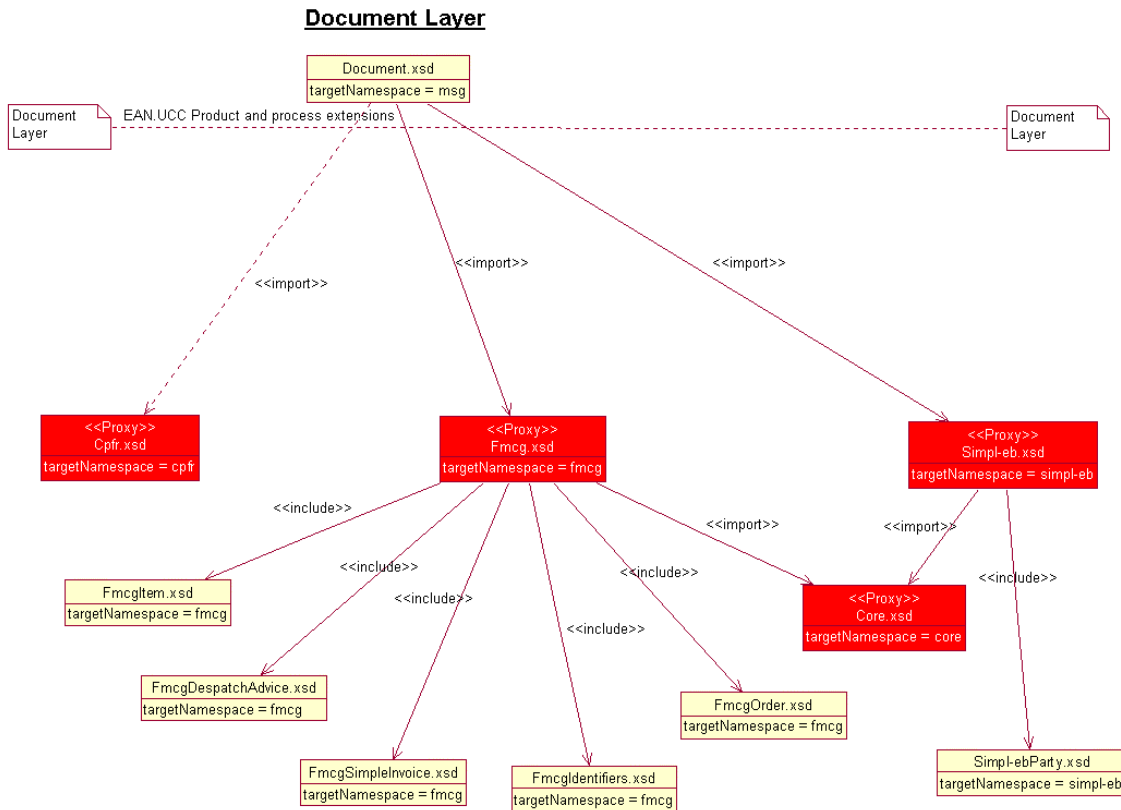 Document Layer
Document.xsd
targetNamespace = msg
Document
Layer
EAN.UCC Product and process extensions
Document
Layer
<<import>>
<<import>>
<<import>>
<<Proxy>>
Cpfr.xsd
targetNamespace = cpfr
<<Proxy>>
Fmcg.xsd
targetNamespace = fmcg
<<Proxy>>
Simpl-eb.xsd
targetNamespace = simpl-eb
<<include>>
<<import>>
<<import>>
<<include>>
<<include>>
<<include>>
<<include>>
<<include>>
FmcgItem.xsd
targetNamespace = fmcg
<<Proxy>>
Core.xsd
targetNamespace = core
FmcgDespatchAdvice.xsd
targetNamespace = fmcg
FmcgOrder.xsd
targetNamespace = fmcg
FmcgSimpleInvoice.xsd
targetNamespace = fmcg
FmcgIdentifiers.xsd
targetNamespace = fmcg
Simpl-ebParty.xsd
targetNamespace = simpl-eb